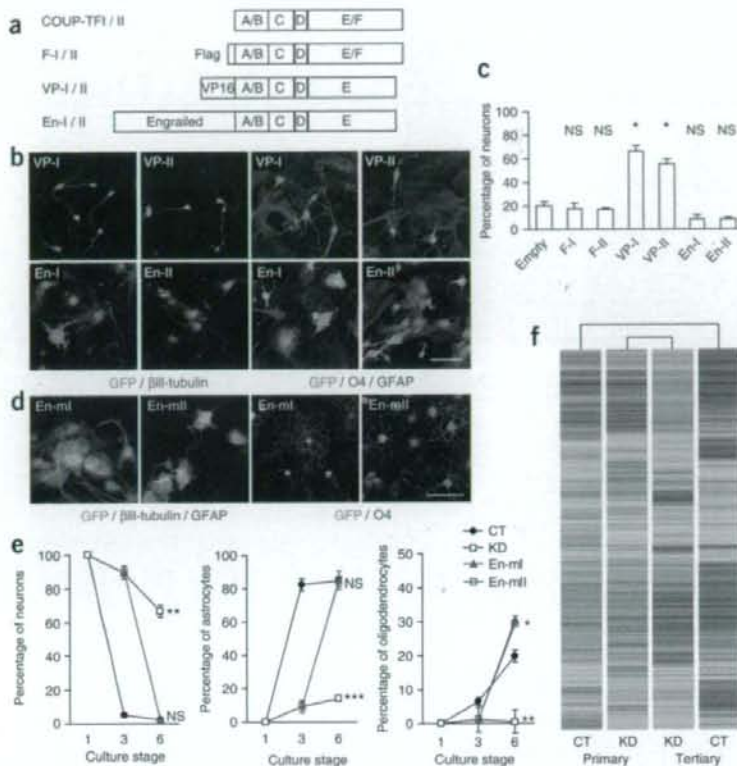 a
COUP-TFI / II A/B C D E/F
F-I / II Flag A/B C D E/F
VP-I / II VP16 A/B C D E
En-I / II Engrailed A/B C D E
b
VP-I VP-II VP-I VP-II
En-I En-II En-I En-II
GFP / βIII-tubulin GFP / O4 / GFAP
c
Percentage of neurons
100
80
60
40
20
0
NS NS * * NS NS
Empty F-I F-II VP-I VP-II En-I En-II
d
En-mI En-mII En-mI En-mII
GFP / βIII-tubulin / GFAP GFP / O4
e
CT
KD
En-mI
En-mII
Percentage of neurons
100
80
60
40
20
0
**
NS
1 3 6
Culture stage
Percentage of astrocytes
100
80
60
40
20
0
NS
***
1 3 6
Culture stage
Percentage of oligodendrocytes
50
40
30
20
10
0
*
**
1 3 6
Culture stage
f
CT KD KD CT
Primary Tertiary